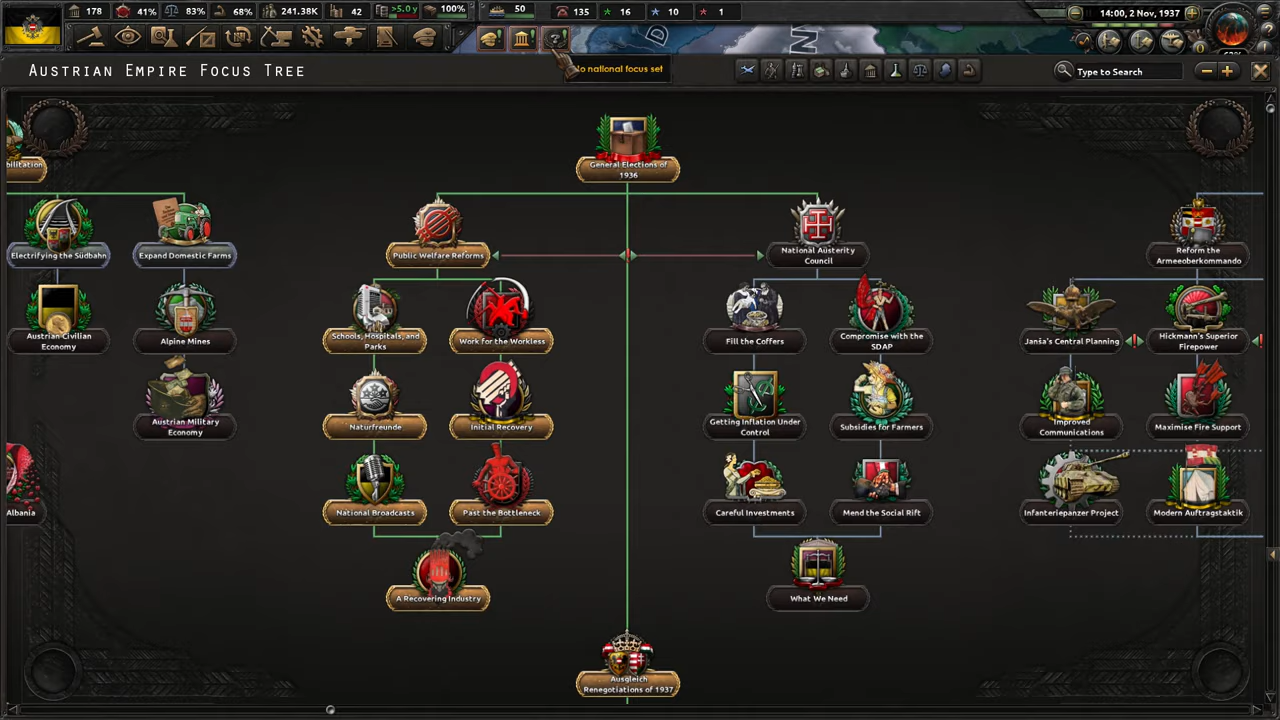 178
41%
83%
68%
241.38K
42
>5.0 y
100%
50
135
16
10
1
14:00, 2 Nov, 1937
Austrian Empire Focus Tree
No national focus set
Type to Search
General Elections of
1936
bilitation
Electrifying the Südbahn
Expand Domestic Farms
Public Welfare Reforms
National Austerity
Council
Reform the
Armeeoberkommando
Austrian Civilian
Economy
Alpine Mines
Schools, Hospitals, and
Parks
Work for the Workless
Fill the Coffers
Compromise with the
SDAP
Janša's Central Planning
Hickmann's Superior
Firepower
Austrian Military
Economy
Naturfreunde
Initial Recovery
Getting Inflation Under
Control
Subsidies for Farmers
Improved
Communications
Maximise Fire Support
Albania
National Broadcasts
Past the Bottleneck
Careful Investments
Mend the Social Rift
Infanteriepanzer Project
Modern Auftragstaktik
A Recovering Industry
What We Need
Ausgleich
Renegotiations of 1937